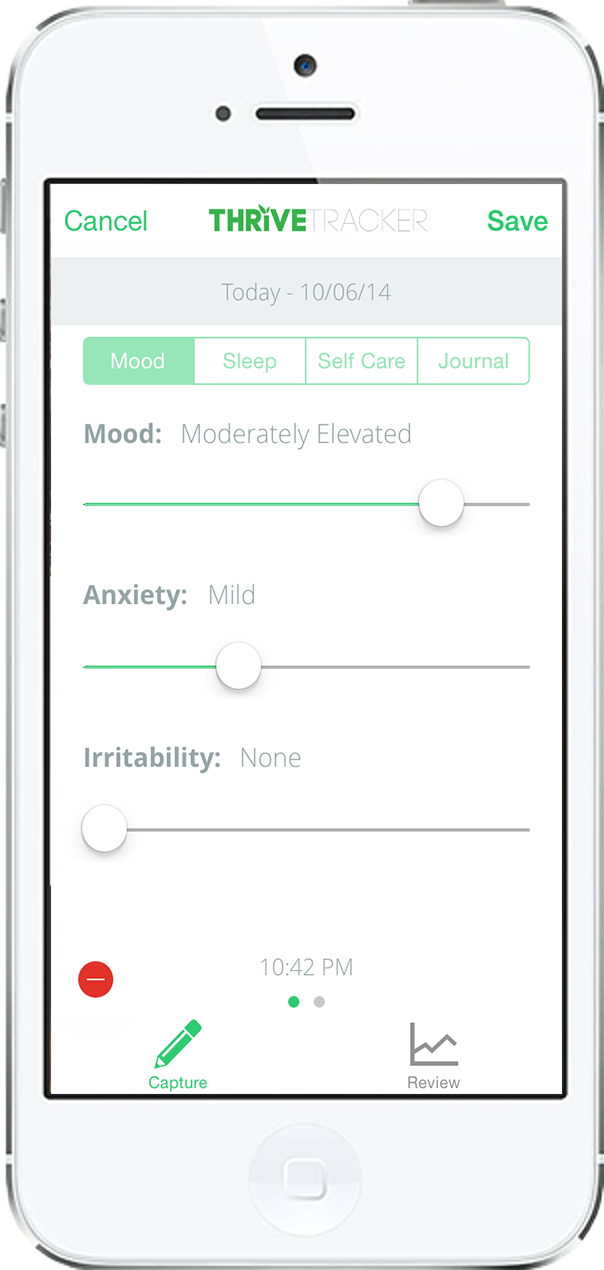 Cancel THRIVETRACKER Save
Today - 10/06/14
Mood Sleep Self Care Journal
Mood: Moderately Elevated
Anxiety: Mild
Irritability: None
10:42 PM
Capture Review